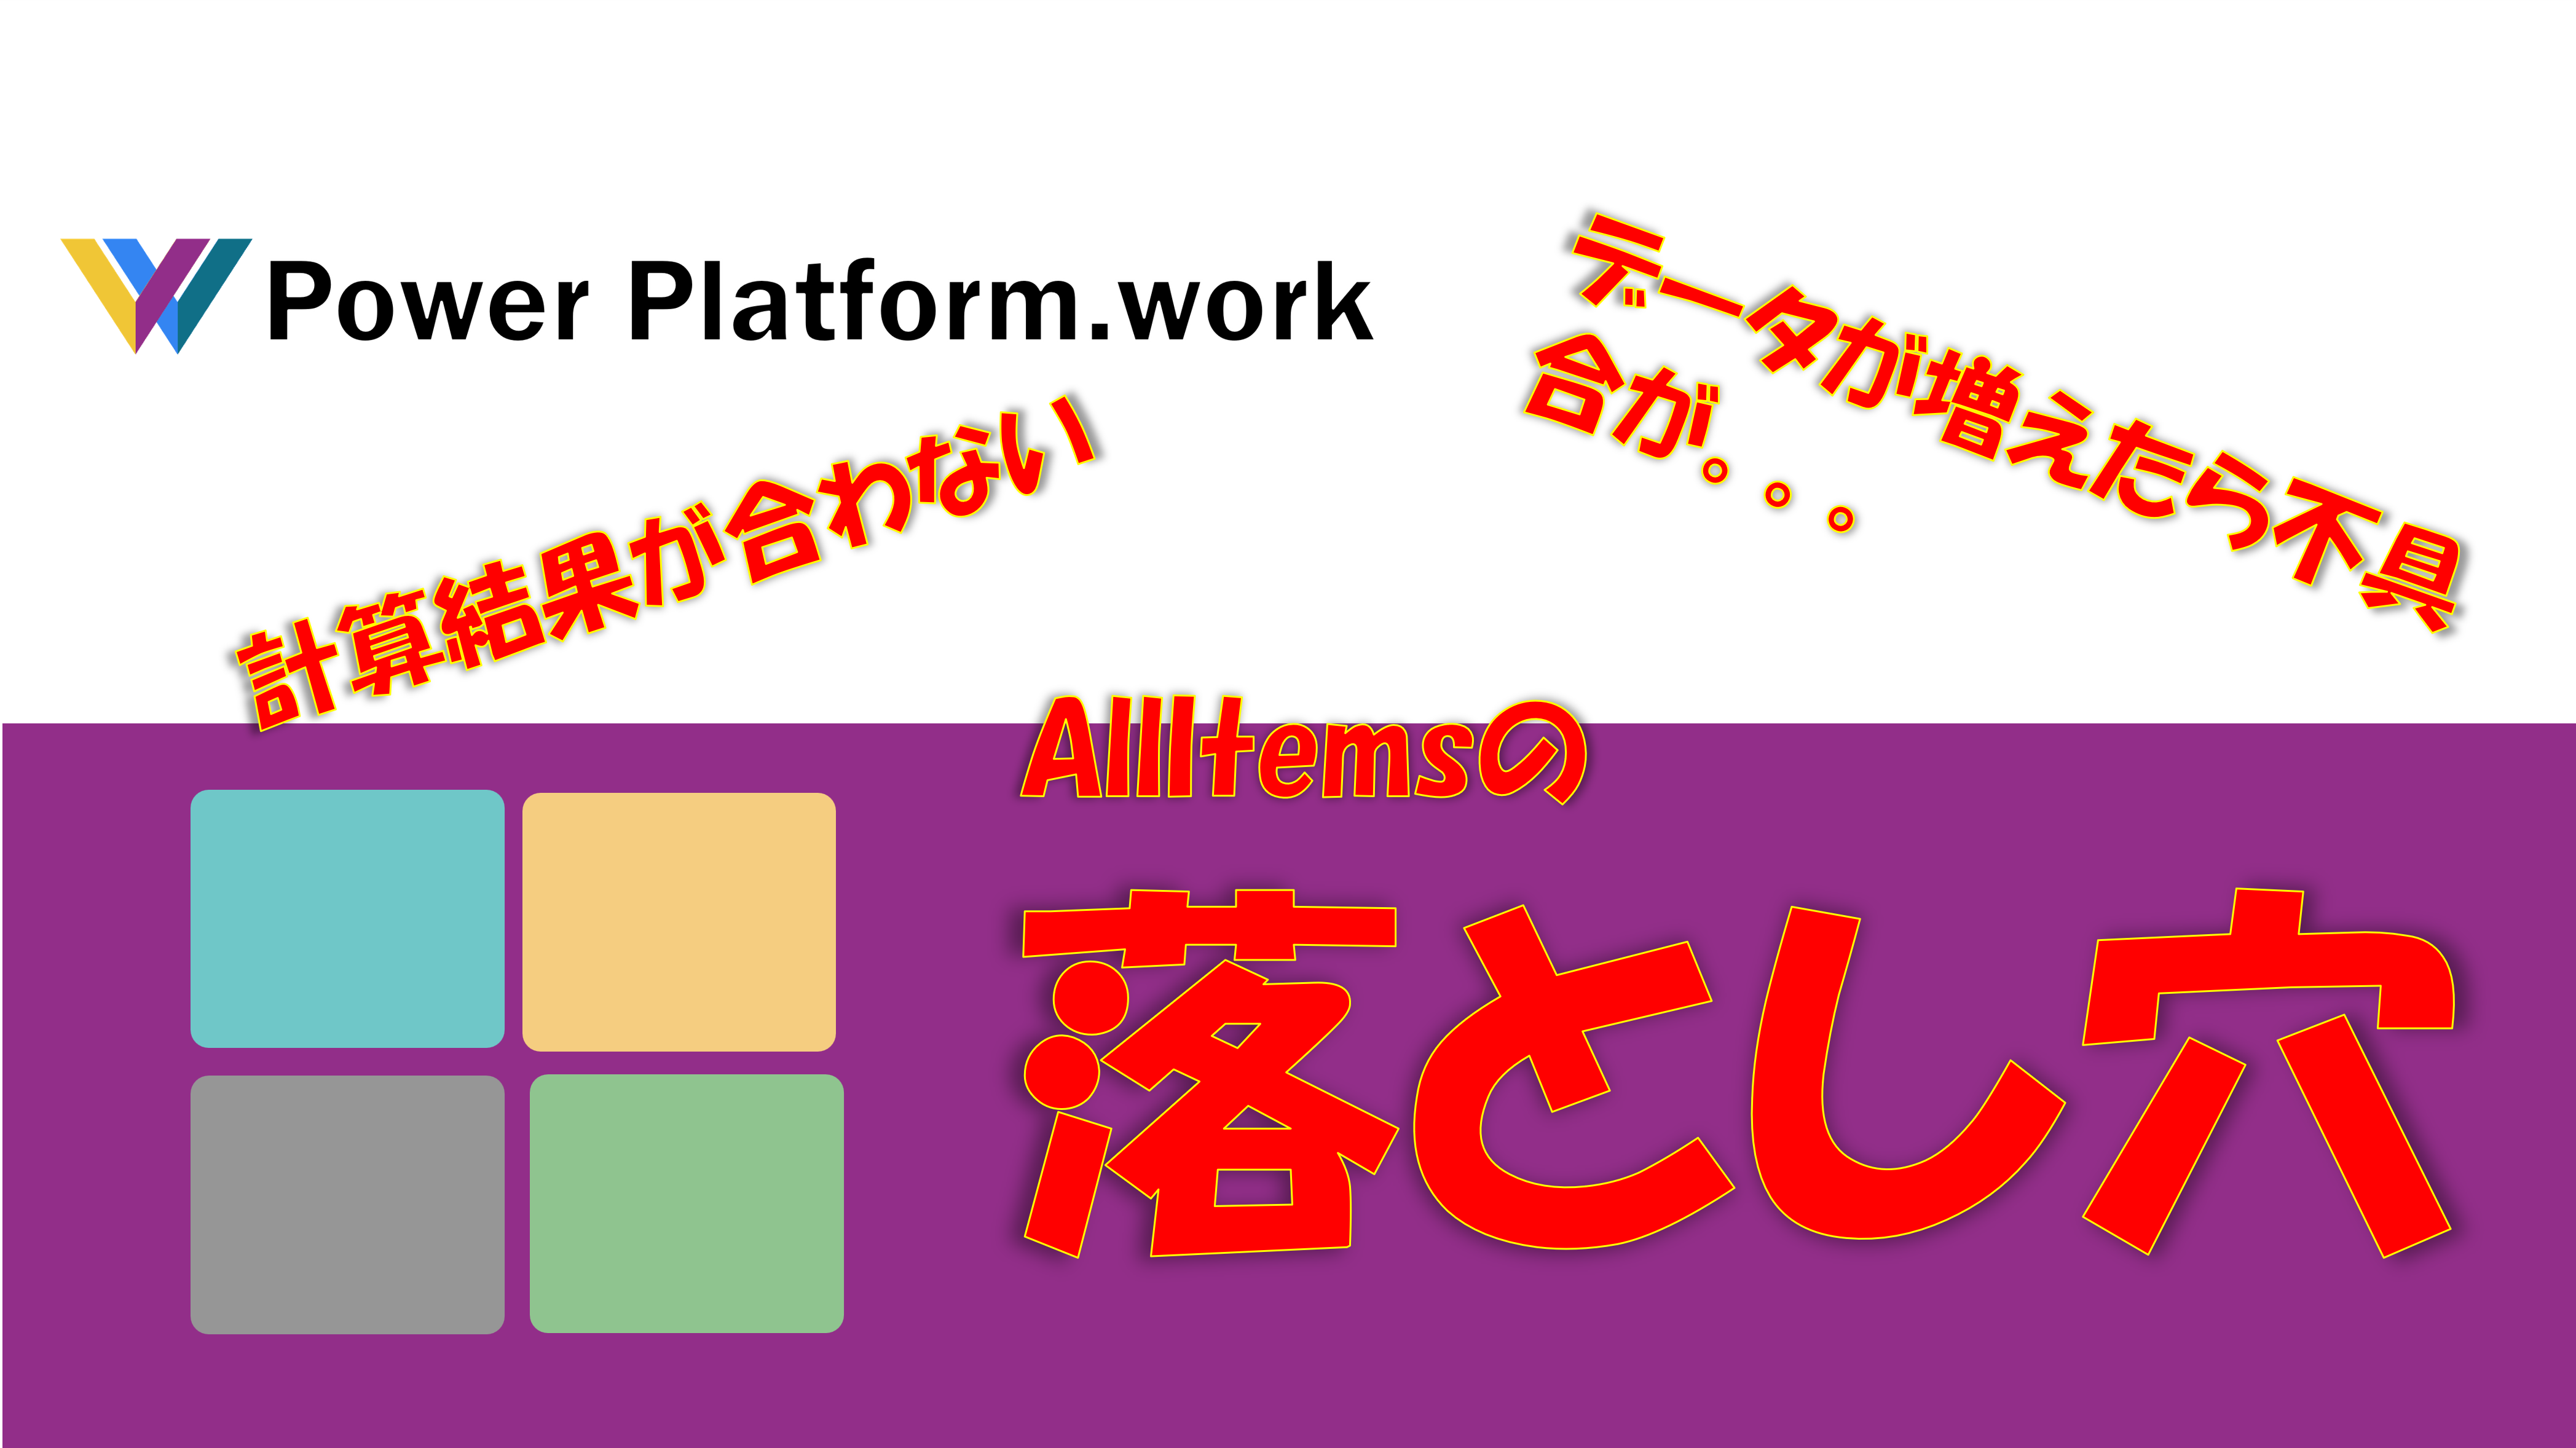 Power Platform.work
データが増えたら不具
合が。。。
計算結果が合わない
AllItemsの
落とし穴